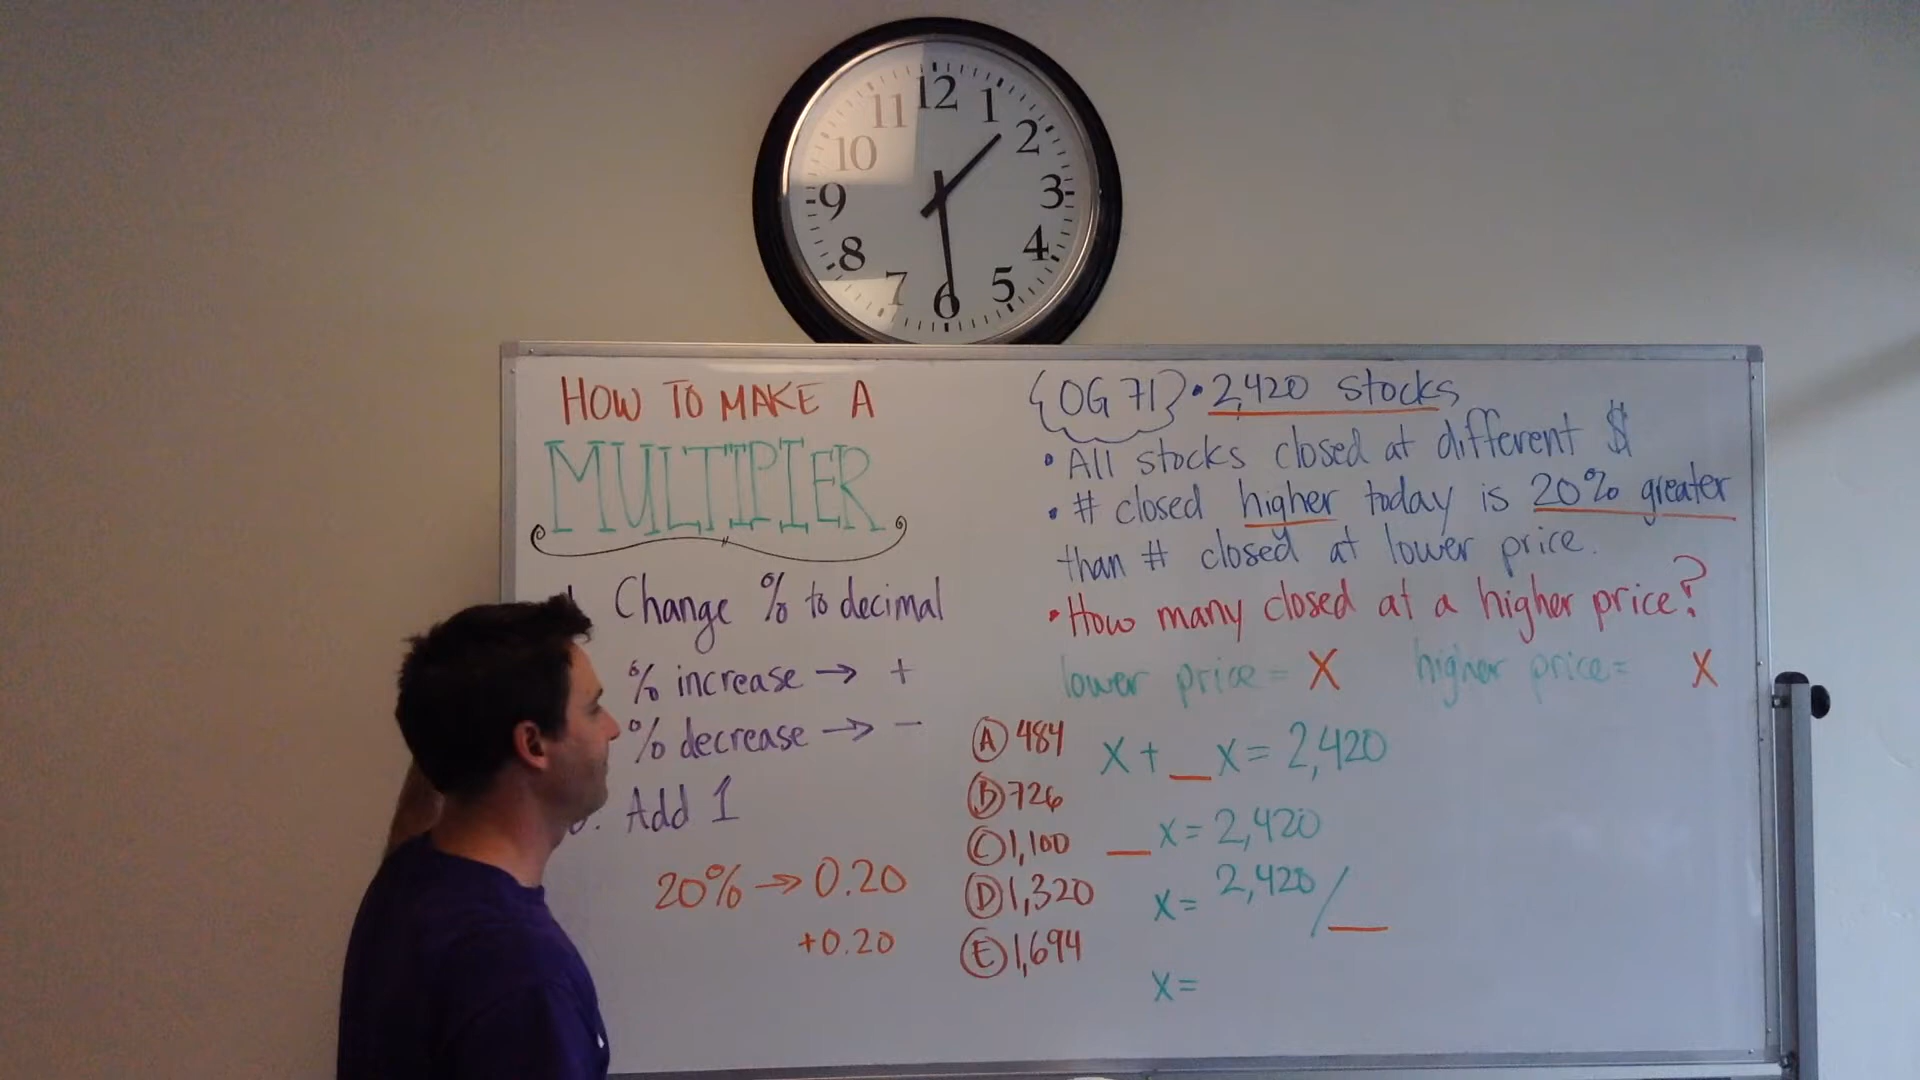 12
11
1
10
2
9
3
8
4
7
5
6
HOW TO MAKE A
MULTIPIER
Change % to decimal
% increase → +
% decrease → −
Add 1
20% → 0.20
+0.20
{OG 71} • 2,420 stocks
• All stocks closed at different $
• # closed higher today is 20% greater
than # closed at lower price.
• How many closed at a higher price?
lower price = X higher price = X
A 484
B 726
C 1,100
D 1,320
E 1,694
X + __ X = 2,420
__ X = 2,420
X = 2,420/__
X =